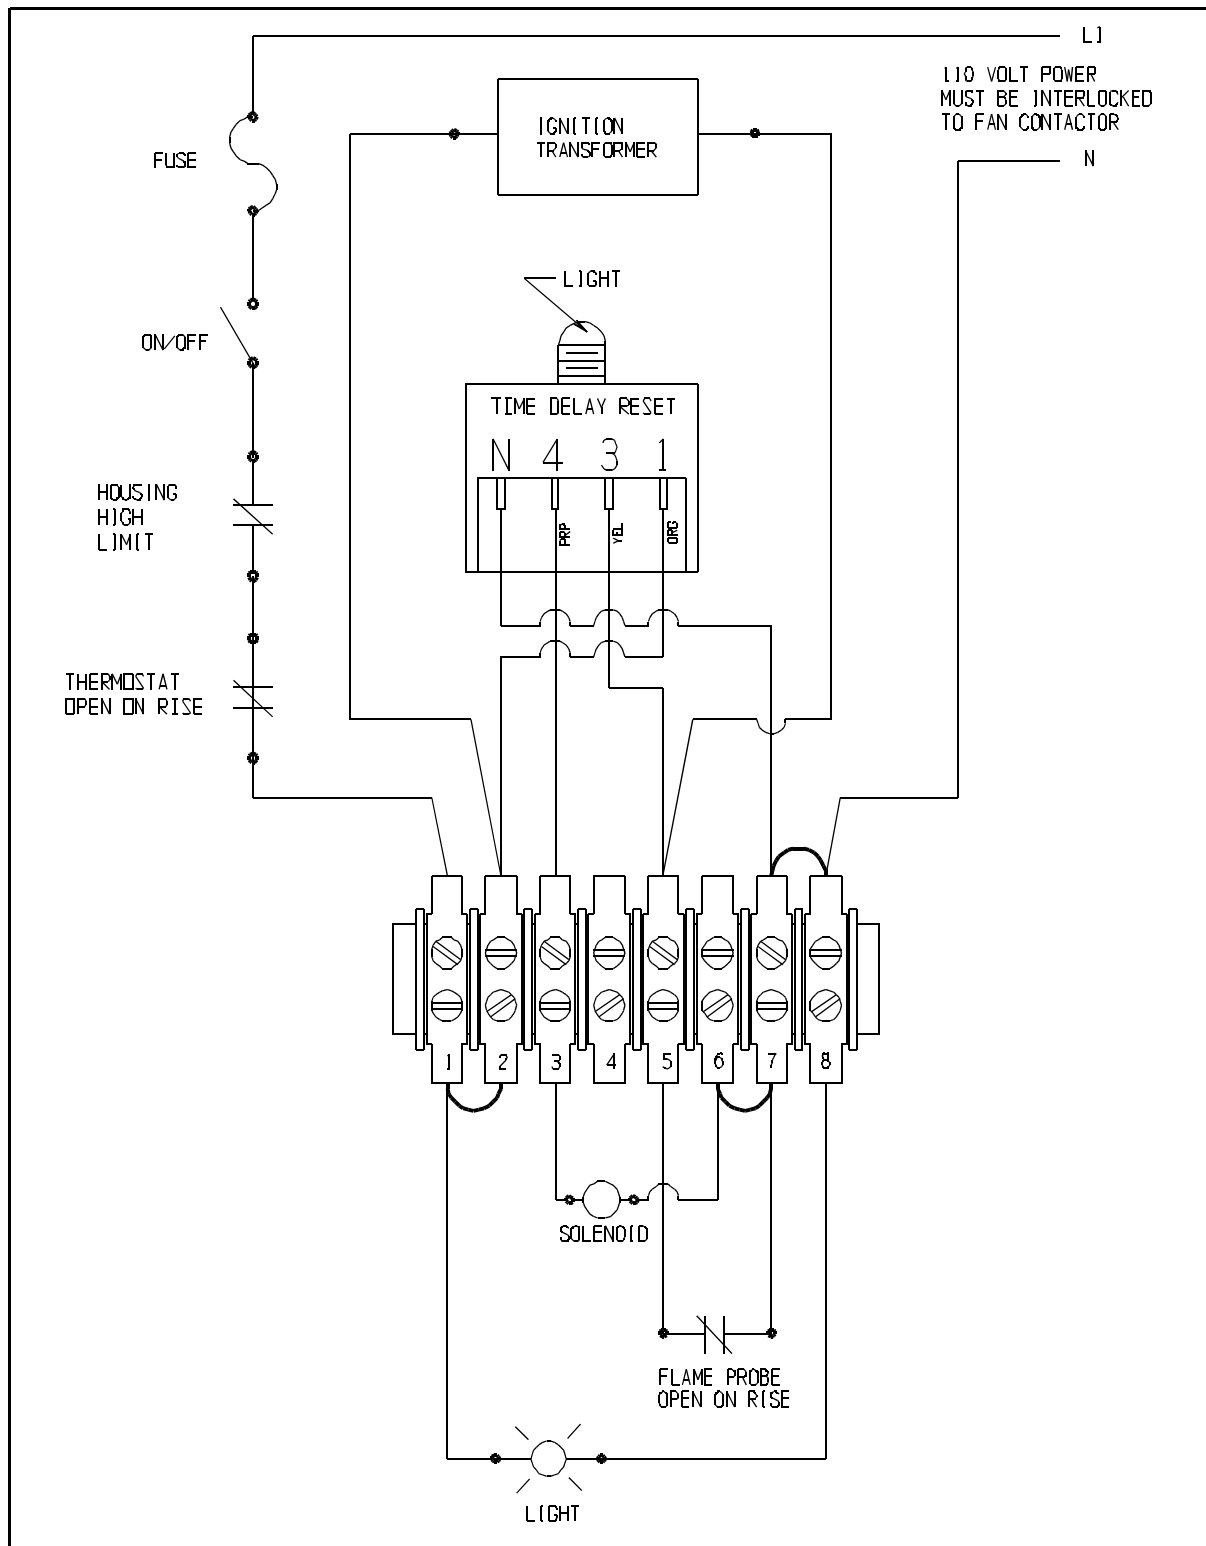 L1
110 VOLT POWER
MUST BE INTERLOCKED
TO FAN CONTACTOR
N
IGNITION
TRANSFORMER
FUSE
LIGHT
ON/OFF
TIME DELAY RESET
N 4 3 1
PRP YEL ORG
HOUSING
HIGH
LIMIT
THERMOSTAT
OPEN ON RISE
1 2 3 4 5 6 7 8
SOLENOID
FLAME PROBE
OPEN ON RISE
LIGHT